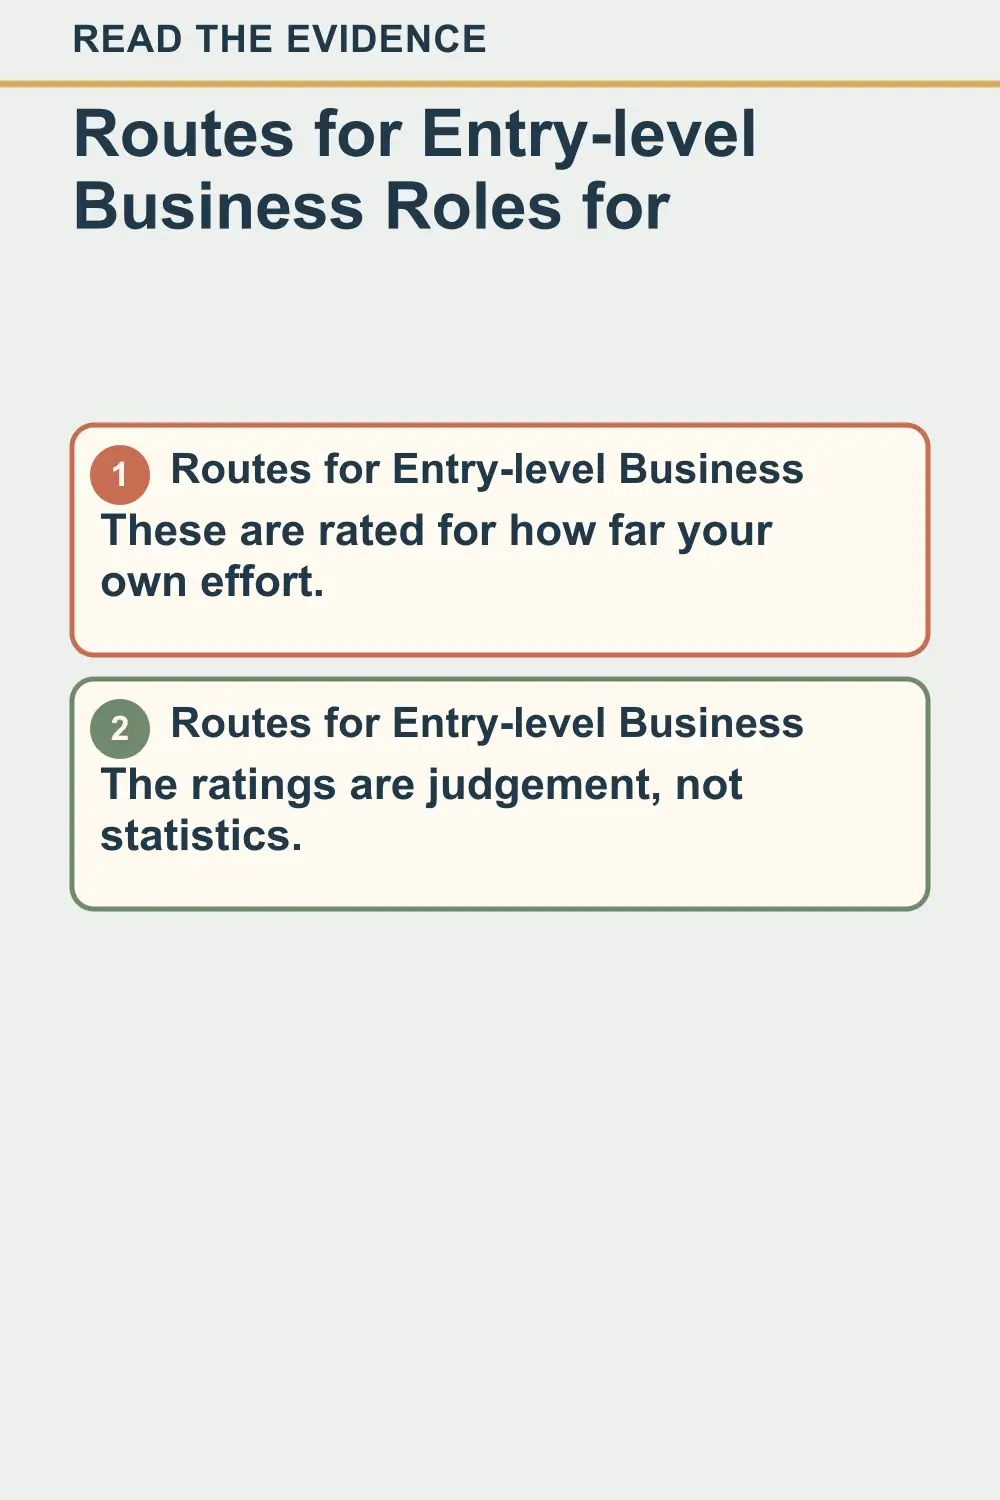 READ THE EVIDENCE
Routes for Entry-level
Business Roles for
1 Routes for Entry-level Business
These are rated for how far your
own effort.
2 Routes for Entry-level Business
The ratings are judgement, not
statistics.